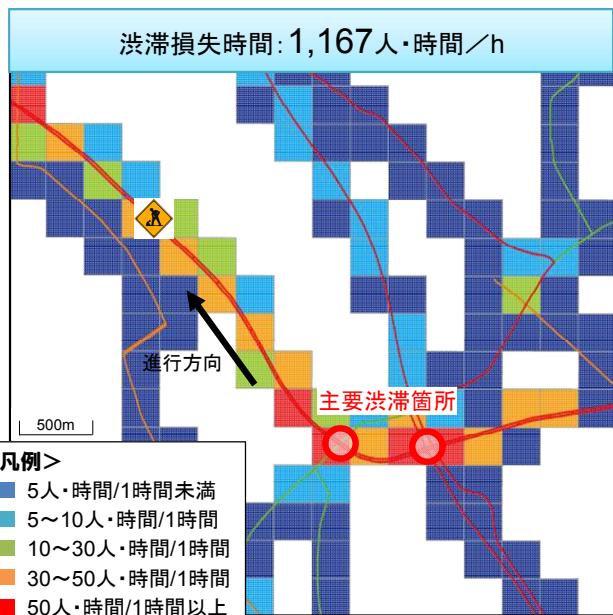 渋滞損失時間：1,167人・時間／h
進行方向
主要渋滞箇所
500m
凡例＞
5人・時間/1時間未満
5～10人・時間/1時間
10～30人・時間/1時間
30～50人・時間/1時間
50人・時間/1時間以上